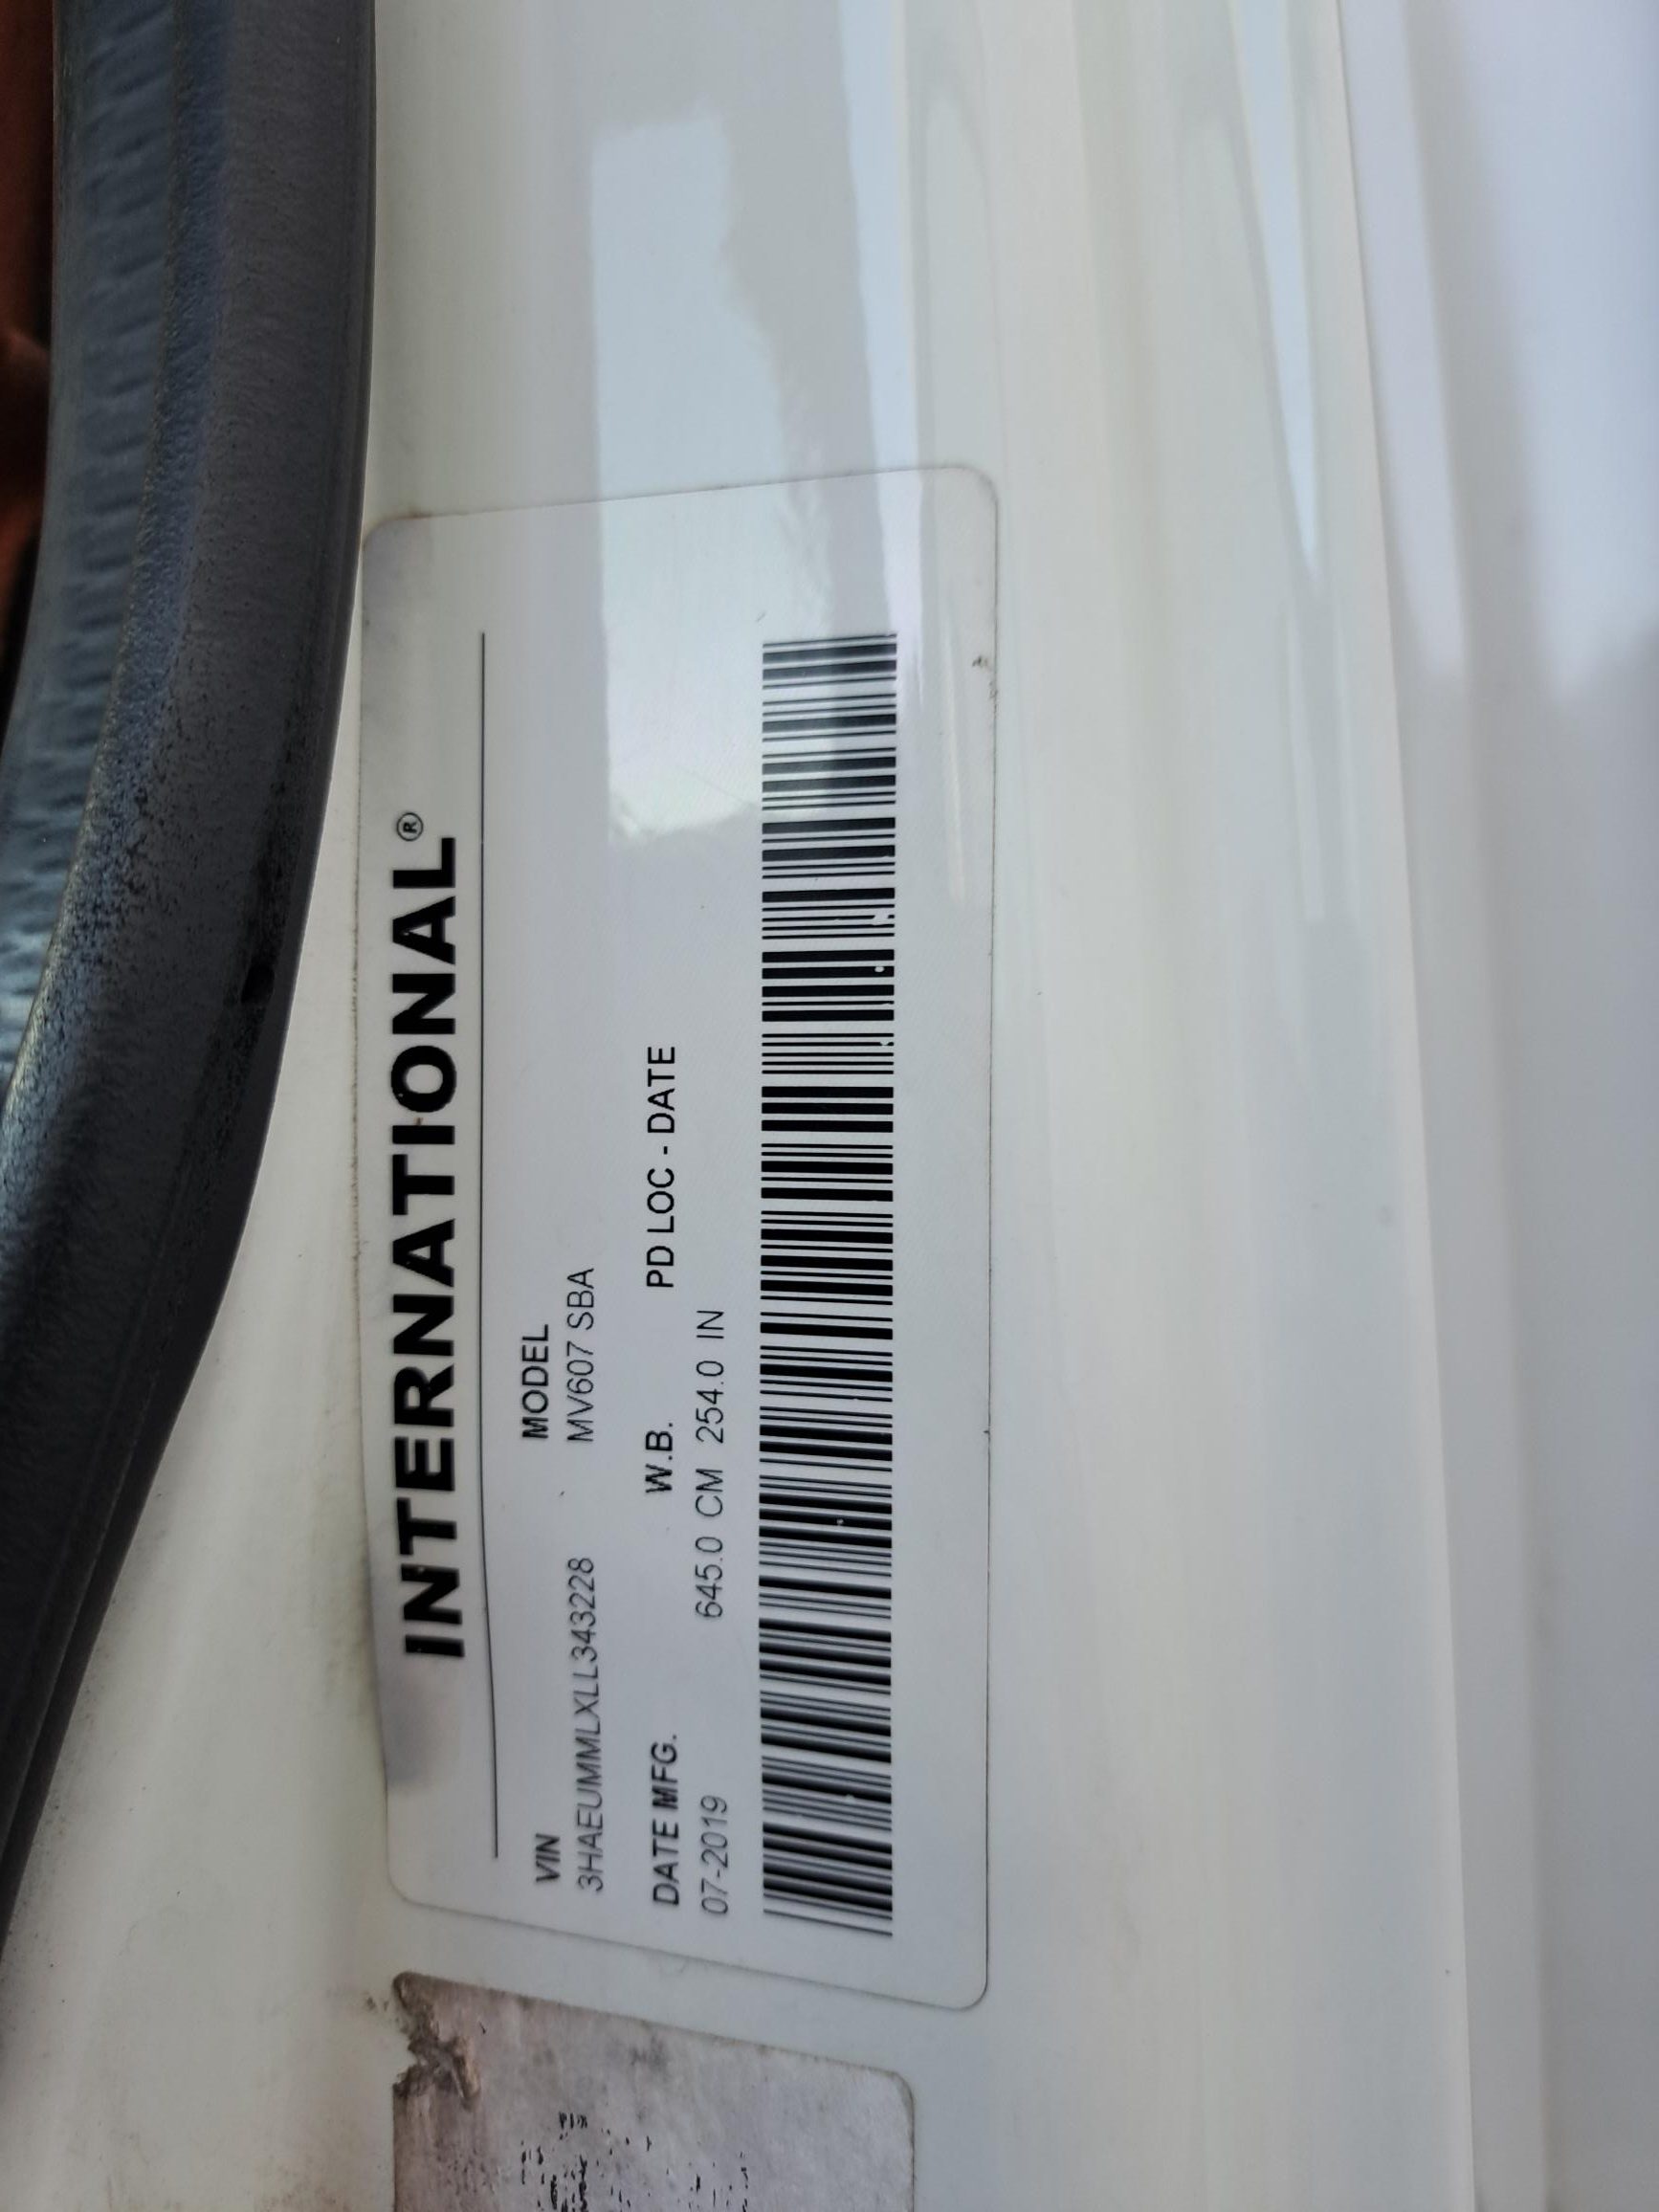 INTERNATIONAL®
VIN MODEL
3HAEUMMLXLL343228 MV607 SBA
DATE MFG. W.B. PD LOC - DATE
07-2019 645.0 CM 254.0 IN